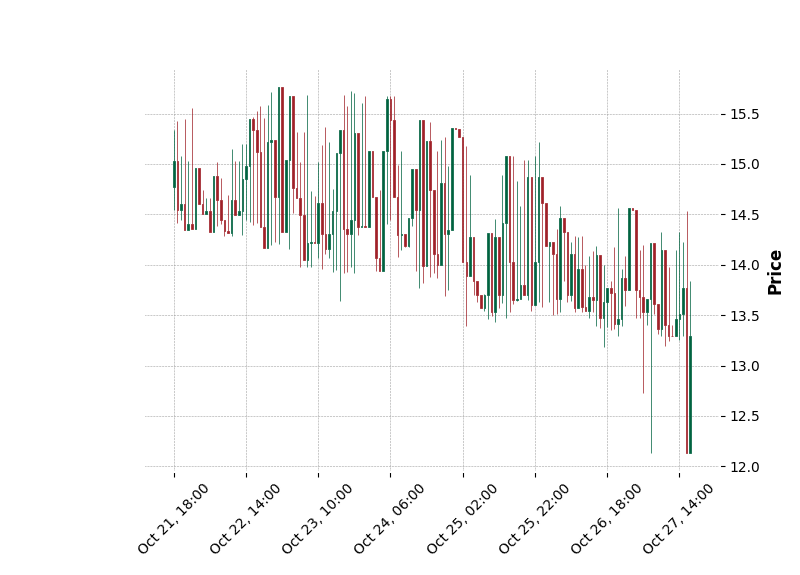 15.5
15.0
14.5
14.0
13.5
13.0
12.5
12.0
Price
Oct 21, 18:00
Oct 22, 14:00
Oct 23, 10:00
Oct 24, 06:00
Oct 25, 02:00
Oct 25, 22:00
Oct 26, 18:00
Oct 27, 14:00